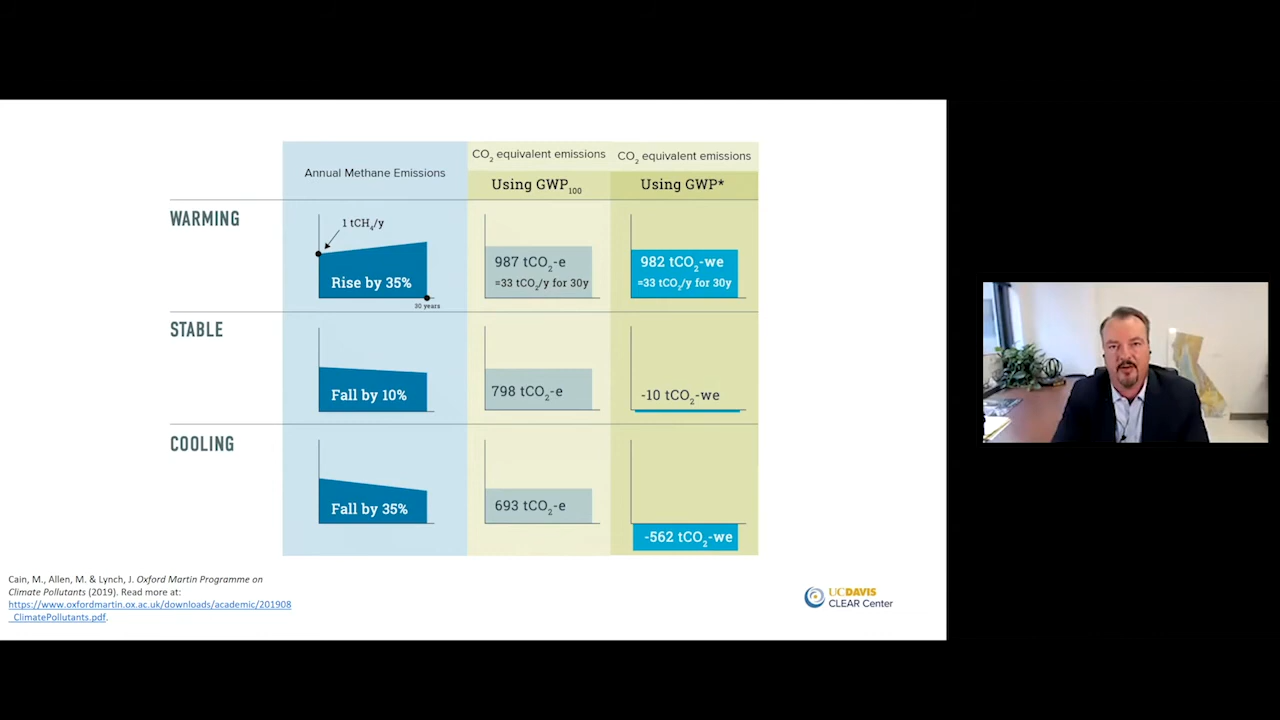 Annual Methane Emissions
CO2 equivalent emissions
Using GWP100
CO2 equivalent emissions
Using GWP*
WARMING
1 tCH4/y
Rise by 35%
30 years
987 tCO2-e
=33 tCO2/y for 30y
982 tCO2-we
=33 tCO2/y for 30y
STABLE
Fall by 10%
798 tCO2-e
-10 tCO2-we
COOLING
Fall by 35%
693 tCO2-e
-562 tCO2-we
Cain, M., Allen, M. & Lynch, J. Oxford Martin Programme on
Climate Pollutants (2019). Read more at:
https://www.oxfordmartin.ox.ac.uk/downloads/academic/201908
_ClimatePollutants.pdf.
UCDAVIS
CLEAR Center